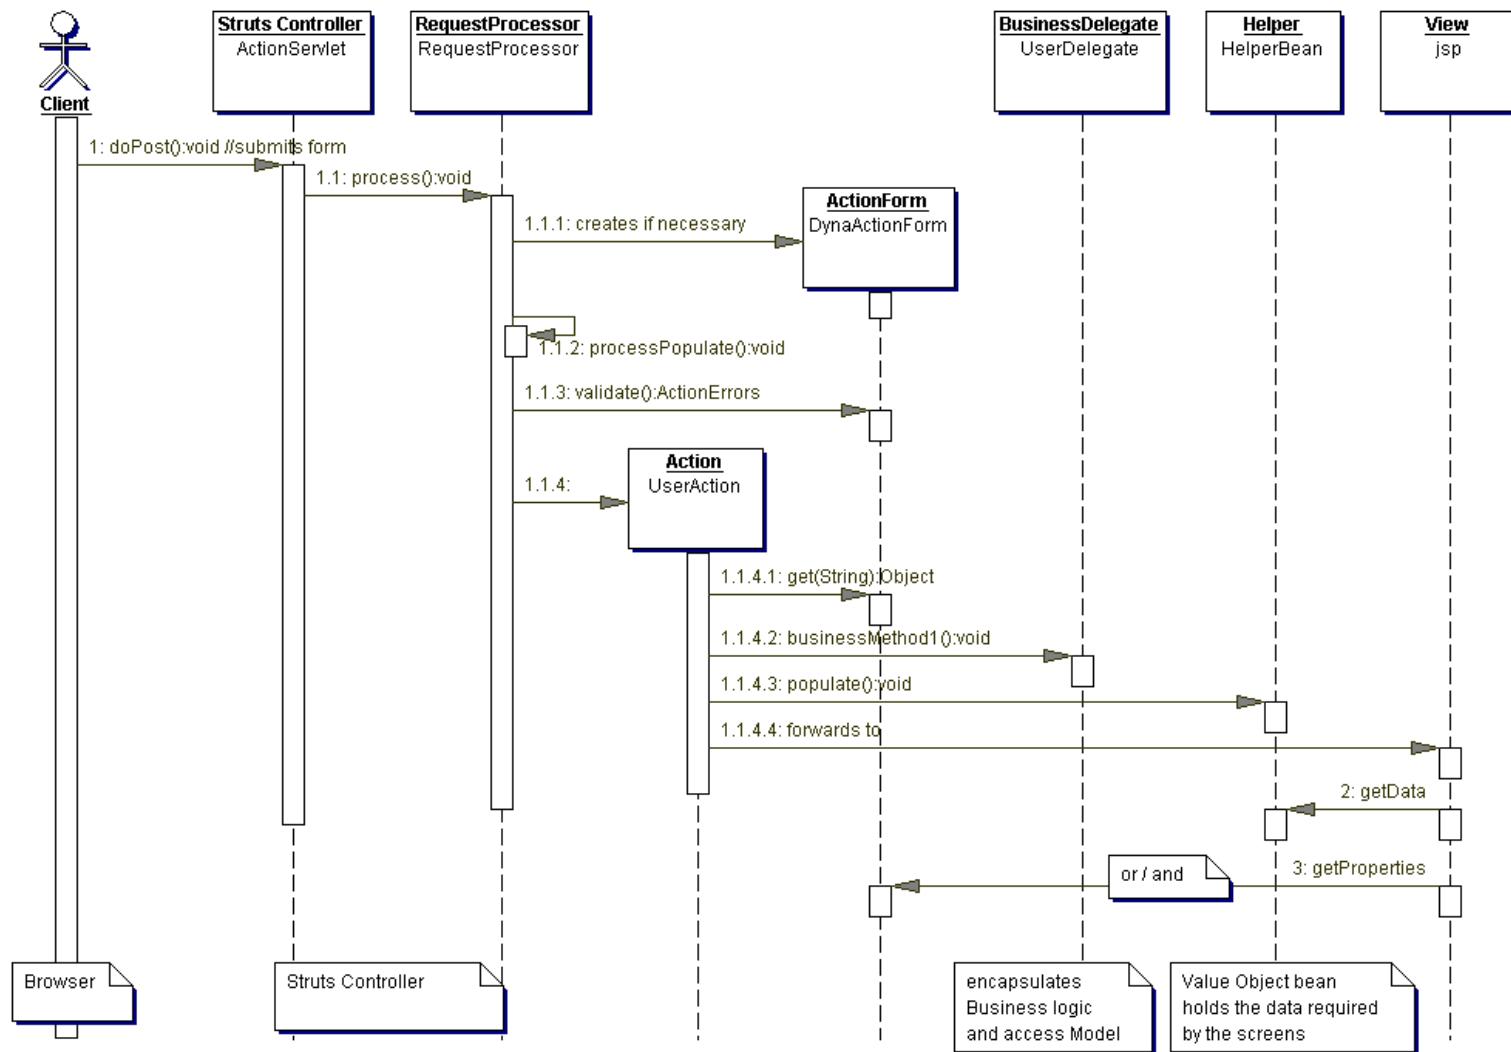 Struts Controller
ActionServlet
RequestProcessor
RequestProcessor
BusinessDelegate
UserDelegate
Helper
HelperBean
View
jsp
Client
1: doPost():void //submits form
1.1: process():void
ActionForm
DynaActionForm
1.1.1: creates if necessary
1.1.2: processPopulate():void
1.1.3: validate():ActionErrors
Action
UserAction
1.1.4:
1.1.4.1: get(String):Object
1.1.4.2: businessMethod1():void
1.1.4.3: populate():void
1.1.4.4: forwards to
2: getData
or / and
3: getProperties
Browser
Struts Controller
encapsulates
Business logic
and access Model
Value Object bean
holds the data required
by the screens